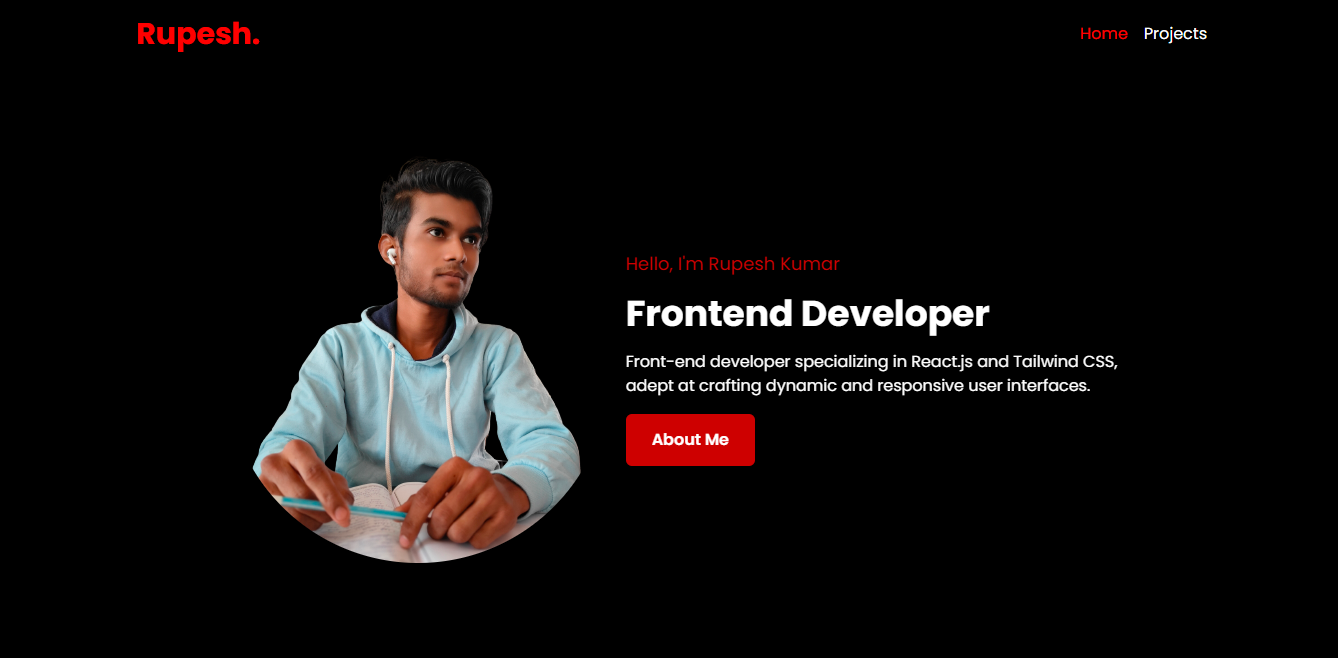 Rupesh.
Home Projects
Hello, I'm Rupesh Kumar
Frontend Developer
Front-end developer specializing in React.js and Tailwind CSS,
adept at crafting dynamic and responsive user interfaces.
About Me